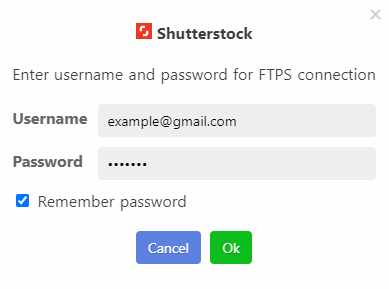 Shutterstock
Enter username and password for FTPS connection
Username example@gmail.com
Password •••••••
Remember password
Cancel Ok